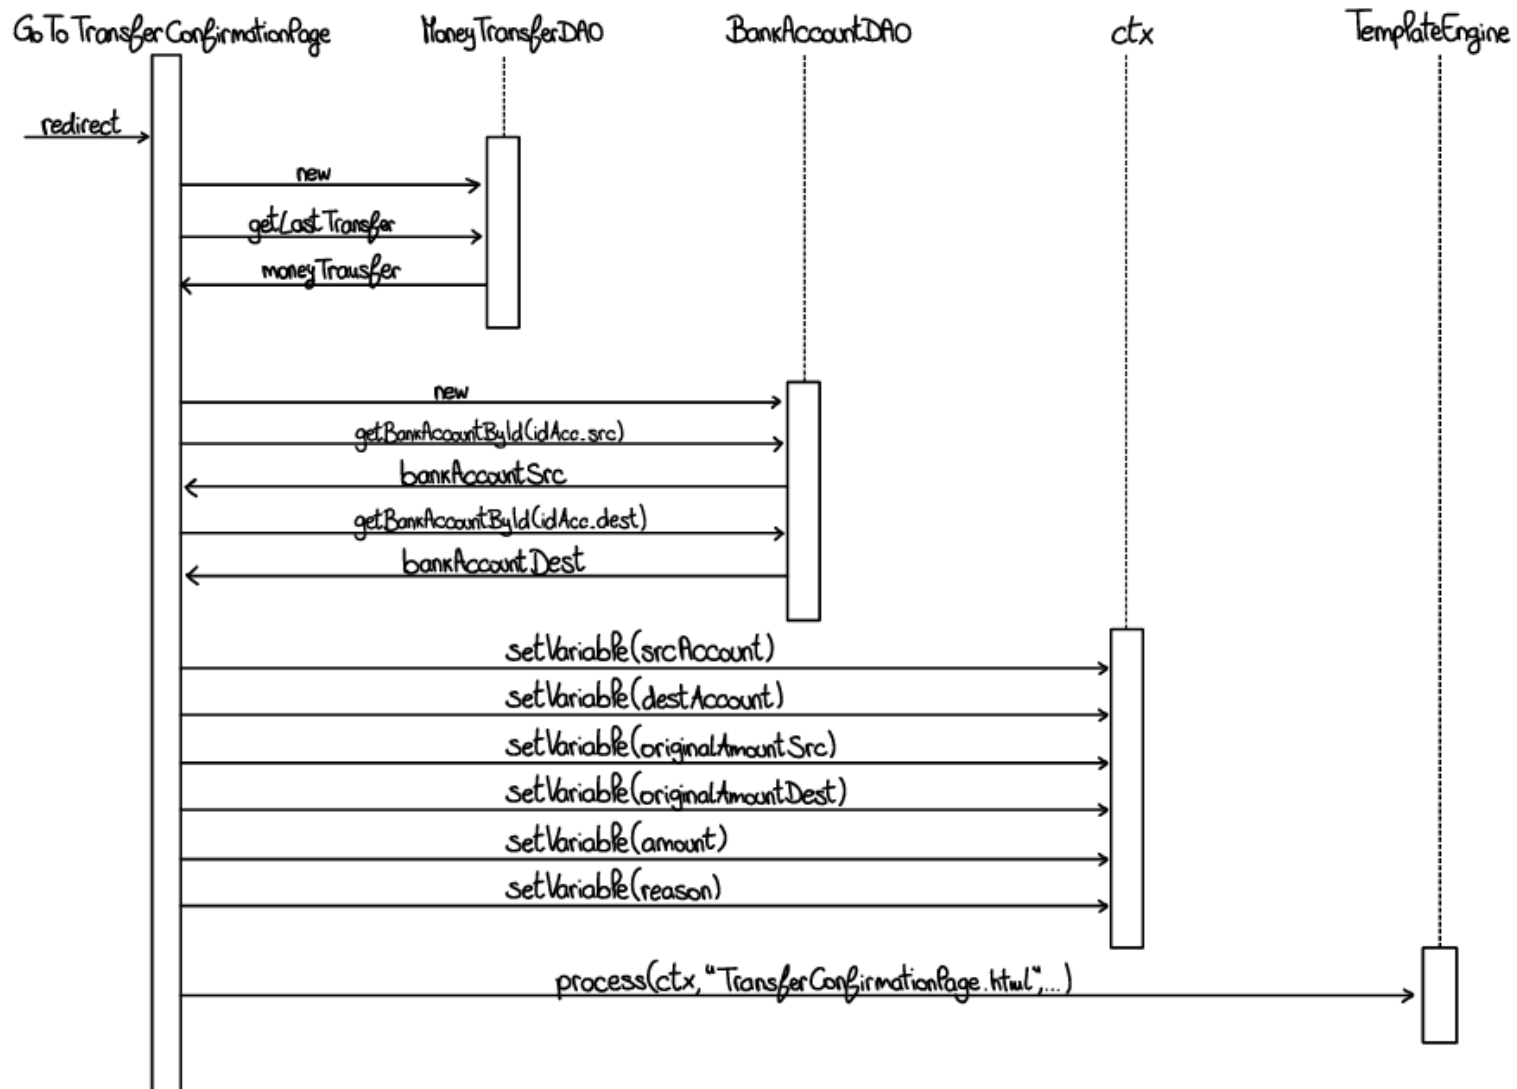 GoToTransferConfirmationPage
MoneyTransferDAO
BankAccountDAO
ctx
TemplateEngine
redirect
new
getLastTransfer
moneyTransfer
new
getBankAccountById(idAcc.src)
bankAccountSrc
getBankAccountById(idAcc.dest)
bankAccountDest
setVariable(srcAccount)
setVariable(destAccount)
setVariable(originalAmountSrc)
setVariable(originalAmountDest)
setVariable(amount)
setVariable(reason)
process(ctx,"TransferConfirmationPage.html",...)